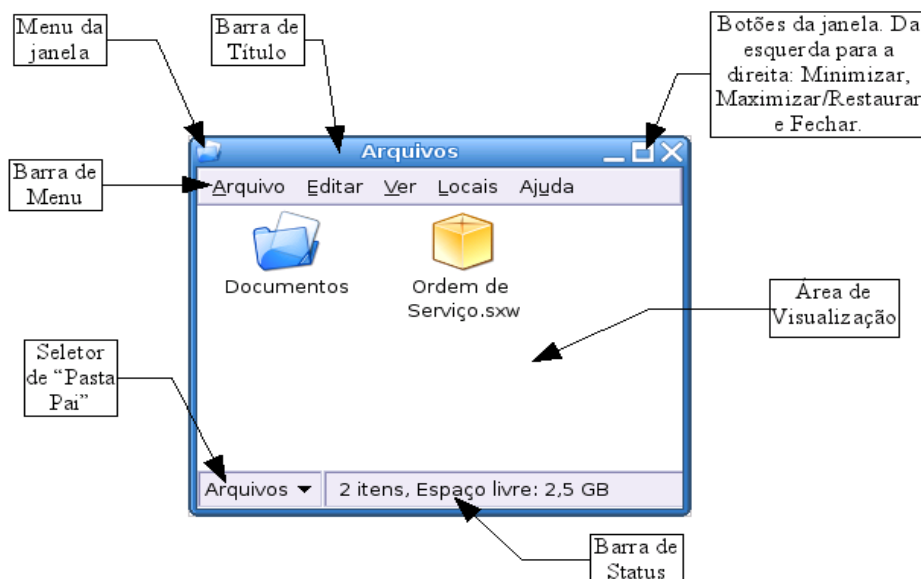 Menu da
janela
Barra de
Título
Botões da janela. Da
esquerda para a
direita: Minimizar,
Maximizar/Restaurar
e Fechar.
Arquivos
Barra de
Menu
Arquivo Editar Ver Locais Ajuda
Documentos
Ordem de
Serviço.sxw
Área de
Visualização
Seletor
de “Pasta
Pai”
Arquivos
2 itens, Espaço livre: 2,5 GB
Barra de
Status